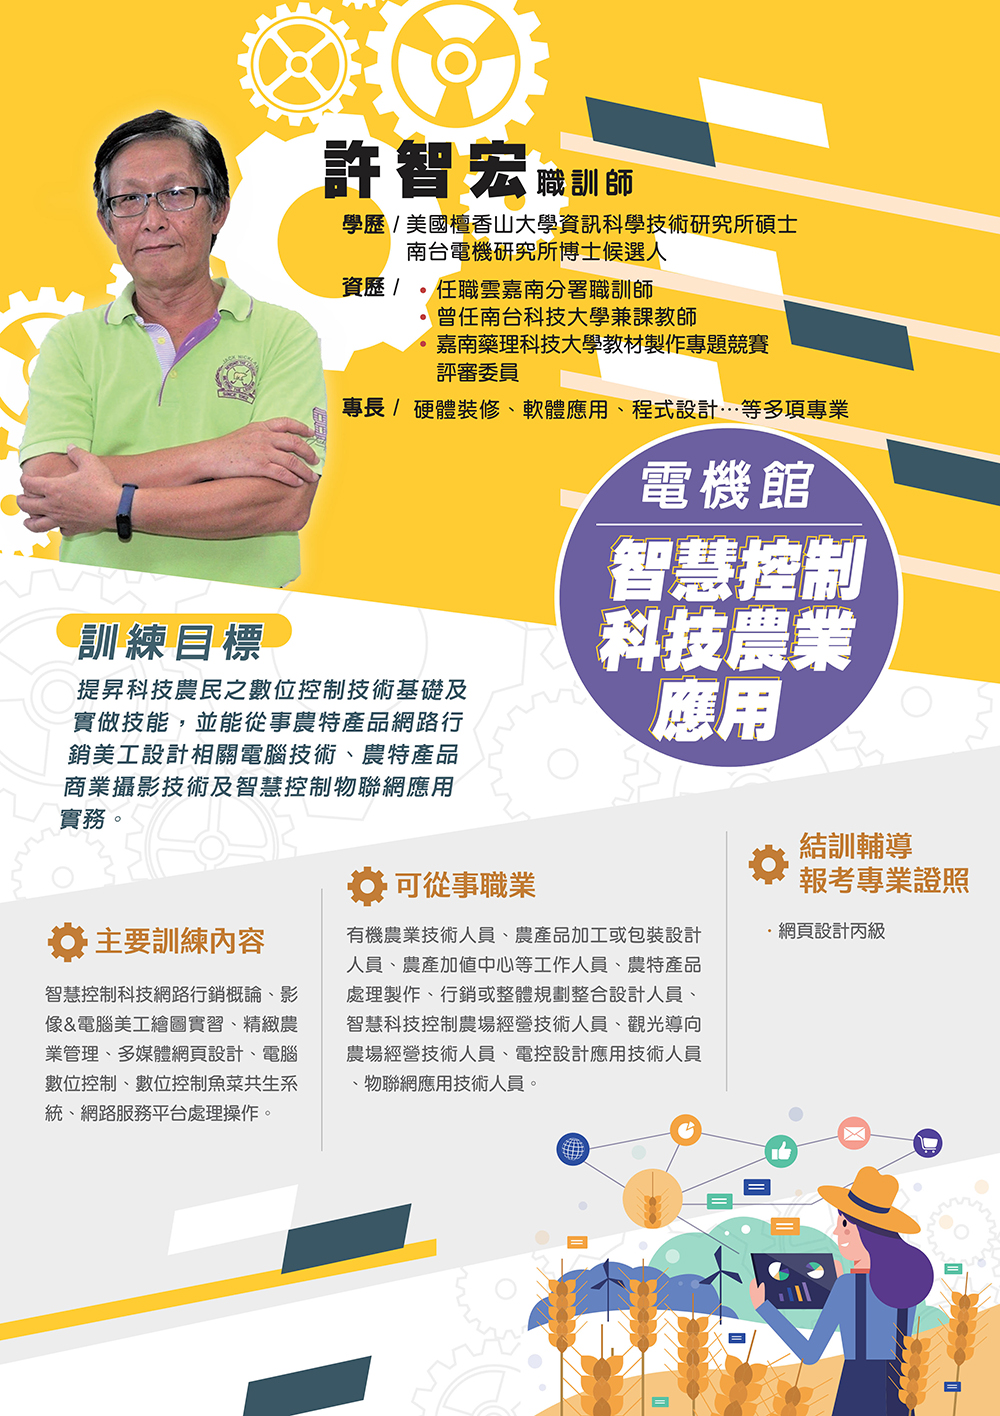 許智宏職訓師
學歷 / 美國檀香山大學資訊科學技術研究所碩士
南台電機研究所博士候選人
資歷 / • 任職雲嘉南分署職訓師
• 曾任南台科技大學兼課教師
• 嘉南藥理科技大學教材製作專題競賽
評審委員
專長 / 硬體裝修、軟體應用、程式設計…等多項專業
電機館
智慧控制
科技農業
應用
訓練目標
提昇科技農民之數位控制技術基礎及
實做技能，並能從事農特產品網路行
銷美工設計相關電腦技術、農特產品
商業攝影技術及智慧控制物聯網應用
實務。
主要訓練內容
智慧控制科技網路行銷概論、影
像&電腦美工繪圖實習、精緻農
業管理、多媒體網頁設計、電腦
數位控制、數位控制魚菜共生系
統、網路服務平台處理操作。
可從事職業
有機農業技術人員、農產品加工或包裝設計
人員、農產加值中心等工作人員、農特產品
處理製作、行銷或整體規劃整合設計人員、
智慧科技控制農場經營技術人員、觀光導向
農場經營技術人員、電控設計應用技術人員
、物聯網應用技術人員。
結訓輔導
報考專業證照
· 網頁設計丙級